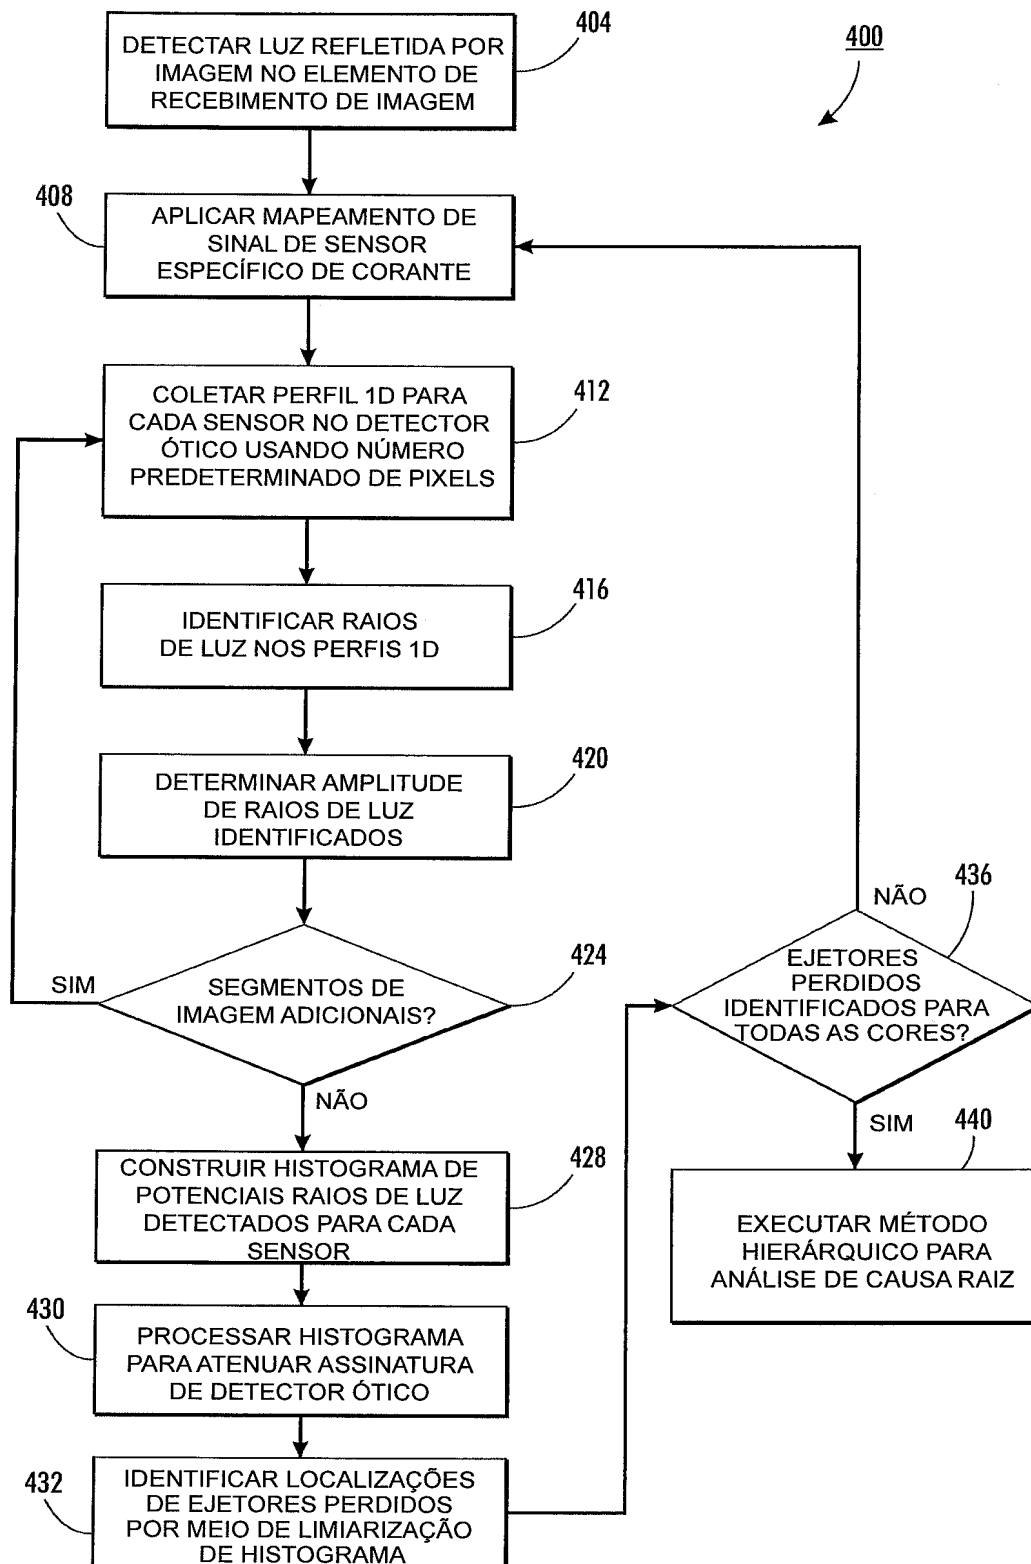 404
400
DETECTAR LUZ REFLETIDA POR
IMAGEM NO ELEMENTO DE
RECEBIMENTO DE IMAGEM
408
APLICAR MAPEAMENTO DE
SINAL DE SENSOR
ESPECÍFICO DE CORANTE
COLETAR PERFIL 1D PARA
CADA SENSOR NO DETECTOR
ÓTICO USANDO NÚMERO
PREDETERMINADO DE PIXELS
412
IDENTIFICAR RAIOS
DE LUZ NOS PERFIS 1D
416
DETERMINAR AMPLITUDE
DE RAIOS DE LUZ
IDENTIFICADOS
420
SIM
SEGMENTOS DE
IMAGEM ADICIONAIS?
424
NÃO
CONSTRUIR HISTOGRAMA DE
POTENCIAIS RAIOS DE LUZ
DETECTADOS PARA CADA
SENSOR
428
430
PROCESSAR HISTOGRAMA
PARA ATENUAR ASSINATURA
DE DETECTOR ÓTICO
432
IDENTIFICAR LOCALIZAÇÕES
DE EJETORES PERDIDOS
POR MEIO DE LIMIARIZAÇÃO
DE HISTOGRAMA
NÃO
436
EJETORES
PERDIDOS
IDENTIFICADOS PARA
TODAS AS CORES?
SIM
440
EXECUTAR MÉTODO
HIERÁRQUICO PARA
ANÁLISE DE CAUSA RAIZ